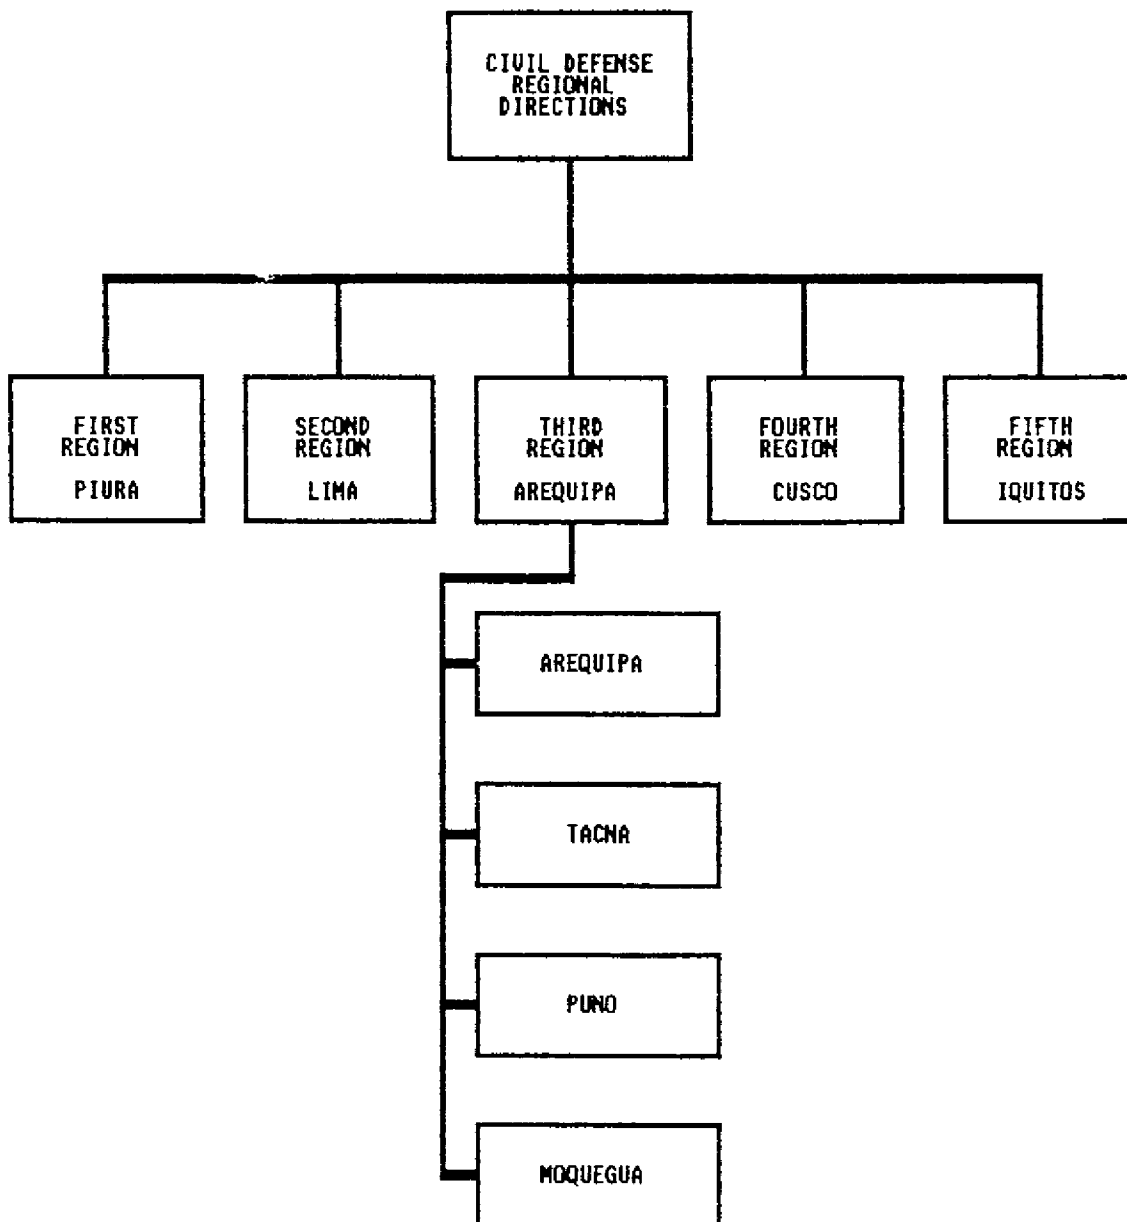 CIVIL DEFENSE
REGIONAL
DIRECTIONS
FIRST
REGION
PIURA
SECOND
REGION
LIMA
THIRD
REGION
AREQUIPA
FOURTH
REGION
CUSCO
FIFTH
REGION
IQUITOS
AREQUIPA
TACNA
PUNO
MOQUEGUA